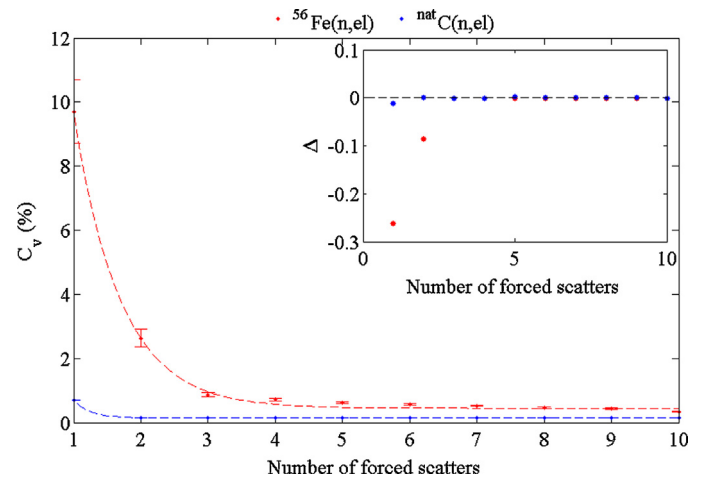 56Fe(n,el) natC(n,el)
12
10
8
6
4
2
0
Cv (%)
1 2 3 4 5 6 7 8 9 10
Number of forced scatters
0.1
0
-0.1
-0.2
-0.3
Δ
0 5 10
Number of forced scatters